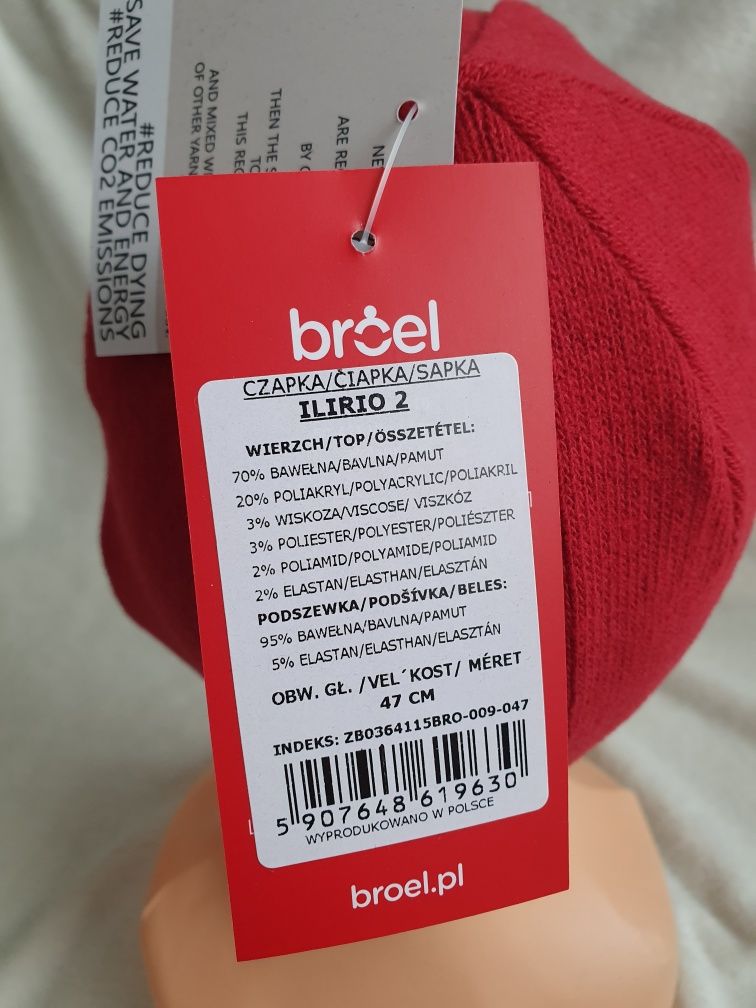 #REDUCE DYING
SAVE WATER AND ENERGY
#REDUCE CO2 EMISSIONS
BY
ARE
THEN THE
THIS
AND MIXED
OF OTHER YARN
broel
CZAPKA/ČIAPKA/SAPKA
ILIRIO 2
WIERZCH/TOP/ÖSSZETÉTEL:
70% BAWEŁNA/BAVLNA/PAMUT
20% POLIAKRYL/POLYACRYLIC/POLIAKRIL
3% WISKOZA/VISCOSE/ VISZKÓZ
3% POLIESTER/POLYESTER/POLIÉSZTER
2% POLIAMID/POLYAMIDE/POLIAMID
2% ELASTAN/ELASTHAN/ELASZTÁN
PODSZEWKA/PODŠÍVKA/BELES:
95% BAWEŁNA/BAVLNA/PAMUT
5% ELASTAN/ELASTHAN/ELASZTÁN
OBW. GŁ. /VEL´KOST/ MÉRET
47 CM
INDEKS: ZB0364115BRO-009-047
5 907648 619630
WYPRODUKOWANO W POLSCE
broel.pl